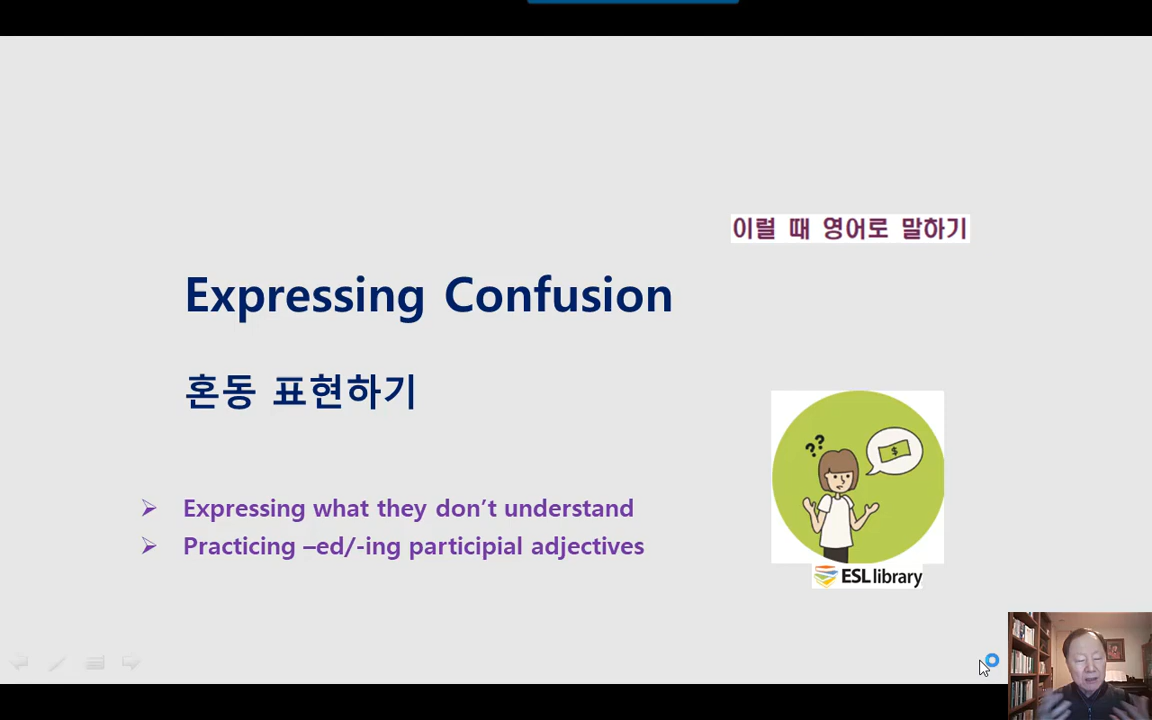 이럴 때 영어로 말하기
Expressing Confusion
혼동 표현하기
?? $
➢ Expressing what they don’t understand
➢ Practicing –ed/-ing participial adjectives
ESL library